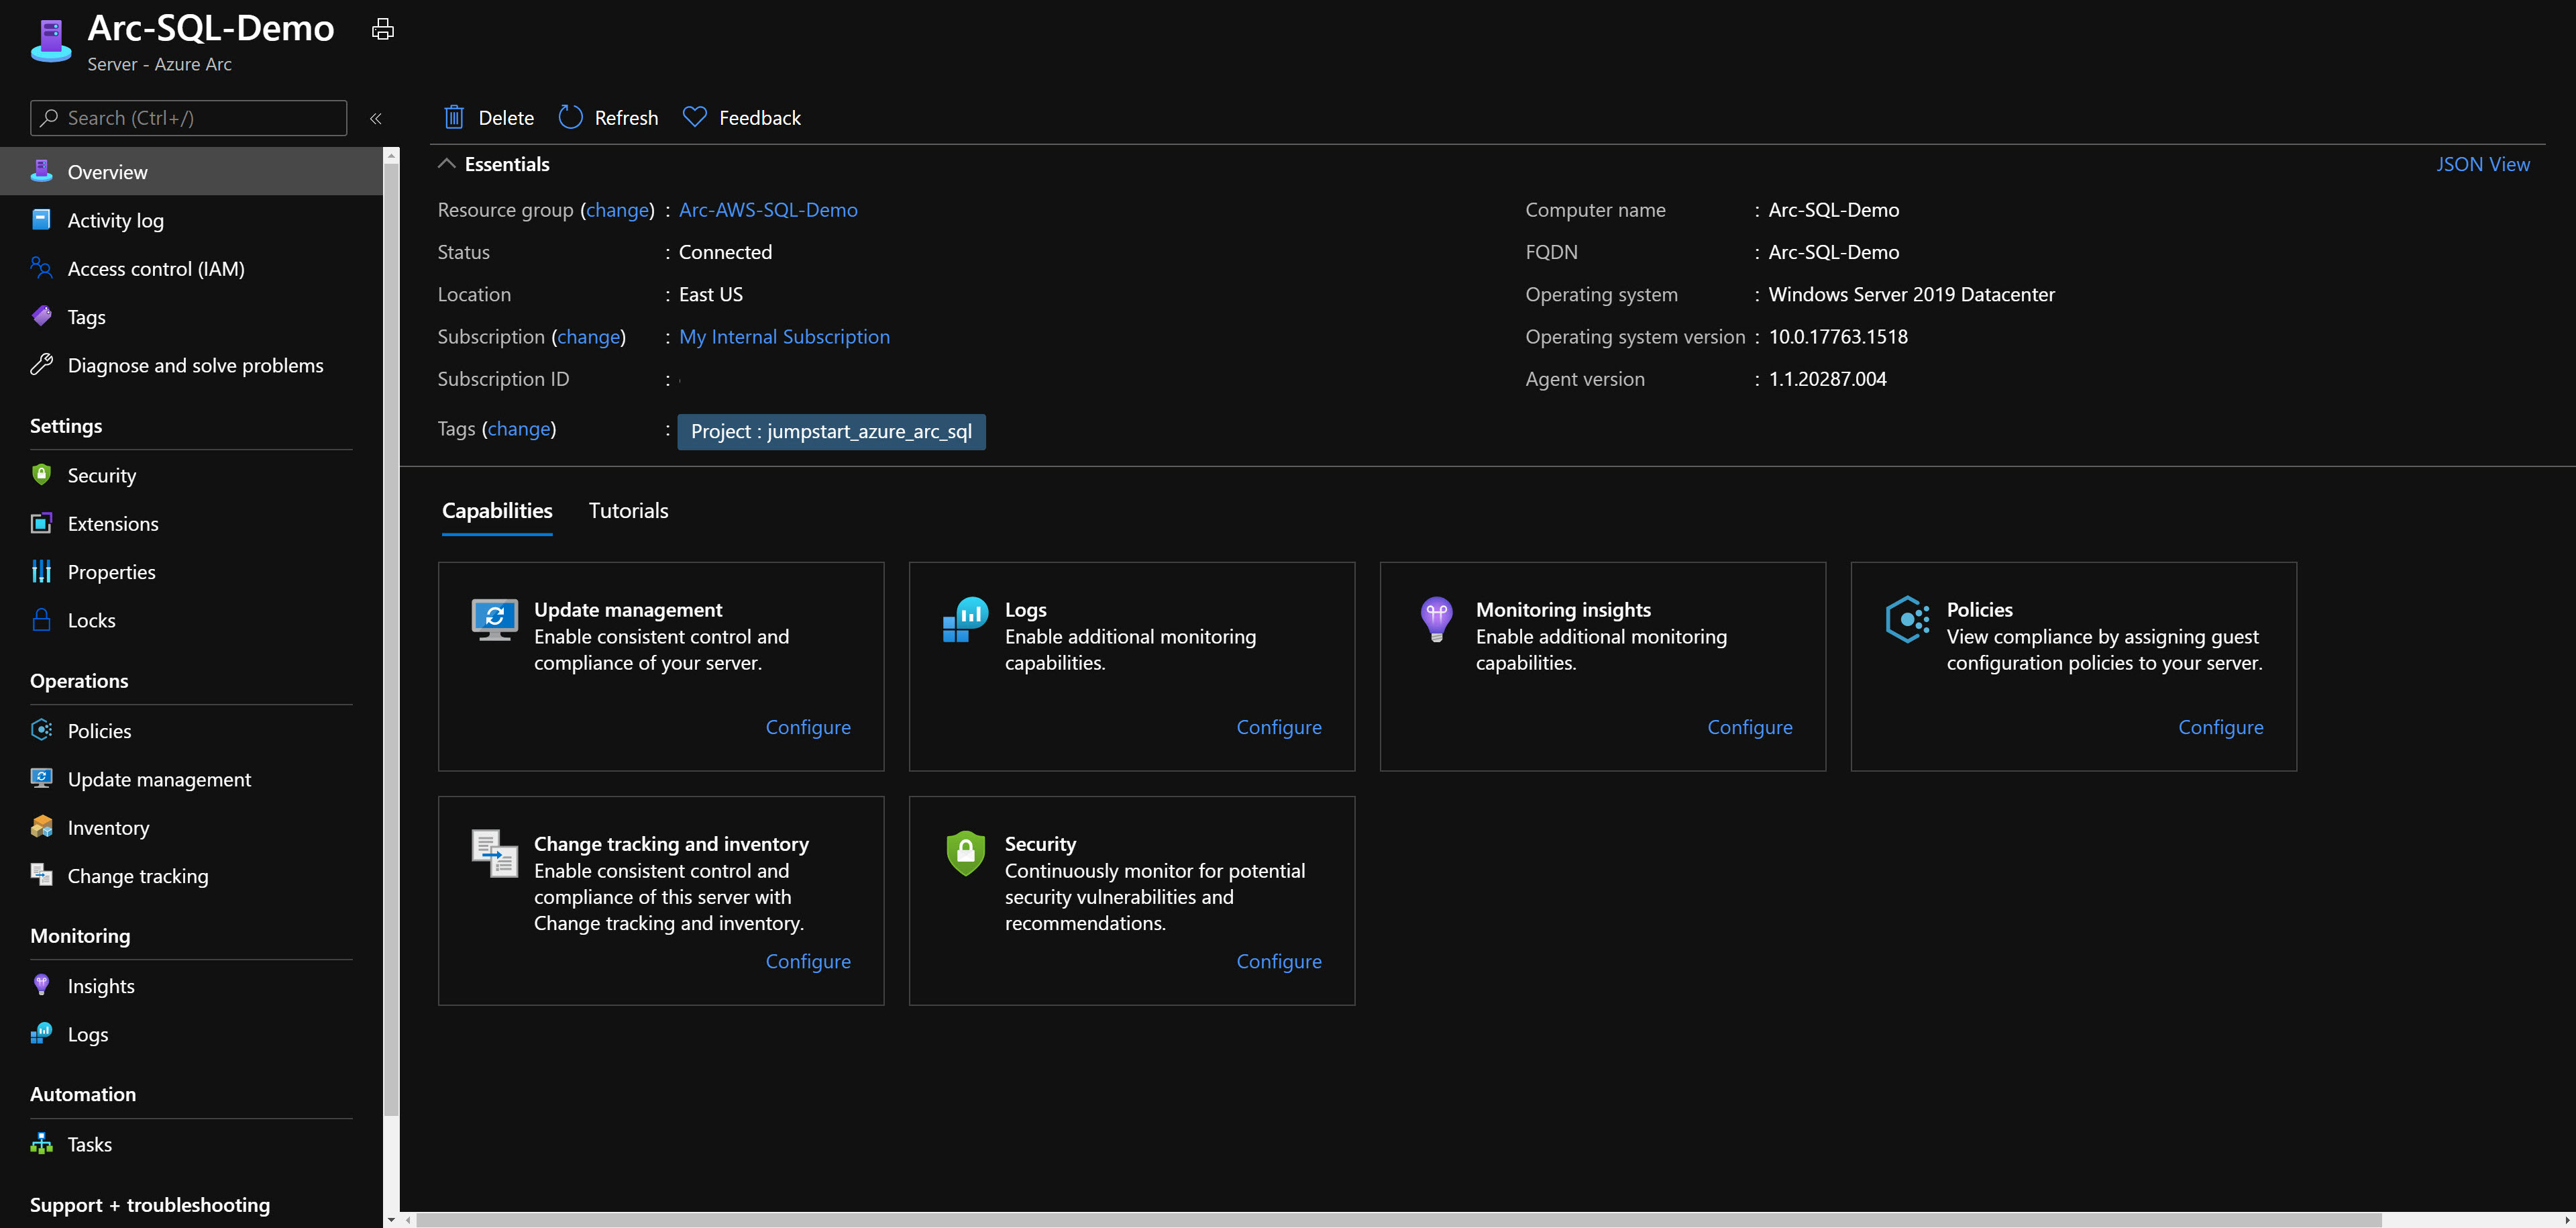 Arc-SQL-Demo
Server - Azure Arc
Search (Ctrl+/)
«
Overview
Activity log
Access control (IAM)
Tags
Diagnose and solve problems
Settings
Security
Extensions
Properties
Locks
Operations
Policies
Update management
Inventory
Change tracking
Monitoring
Insights
Logs
Automation
Tasks
Support + troubleshooting
Delete Refresh Feedback
Essentials
JSON View
Resource group (change) : Arc-AWS-SQL-Demo
Status : Connected
Location : East US
Subscription (change) : My Internal Subscription
Subscription ID :
Tags (change) : Project : jumpstart_azure_arc_sql
Computer name : Arc-SQL-Demo
FQDN : Arc-SQL-Demo
Operating system : Windows Server 2019 Datacenter
Operating system version : 10.0.17763.1518
Agent version : 1.1.20287.004
Capabilities Tutorials
Update management
Enable consistent control and
compliance of your server.
Configure
Logs
Enable additional monitoring
capabilities.
Configure
Monitoring insights
Enable additional monitoring
capabilities.
Configure
Policies
View compliance by assigning guest
configuration policies to your server.
Configure
Change tracking and inventory
Enable consistent control and
compliance of this server with
Change tracking and inventory.
Configure
Security
Continuously monitor for potential
security vulnerabilities and
recommendations.
Configure